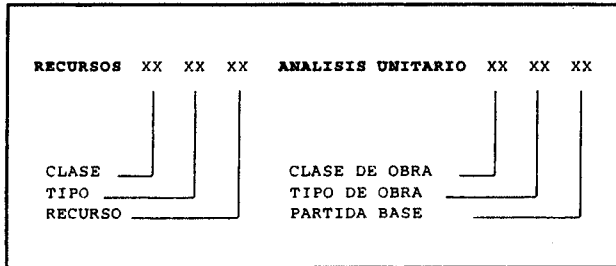 RECURSOS XX XX XX ANALISIS UNITARIO XX XX XX
CLASE CLASE DE OBRA
TIPO TIPO DE OBRA
RECURSO PARTIDA BASE